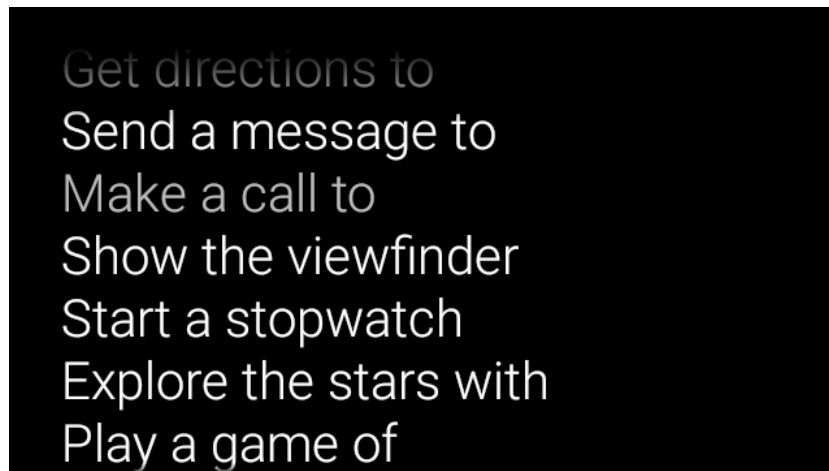 Get directions to
Send a message to
Make a call to
Show the viewfinder
Start a stopwatch
Explore the stars with
Play a game of